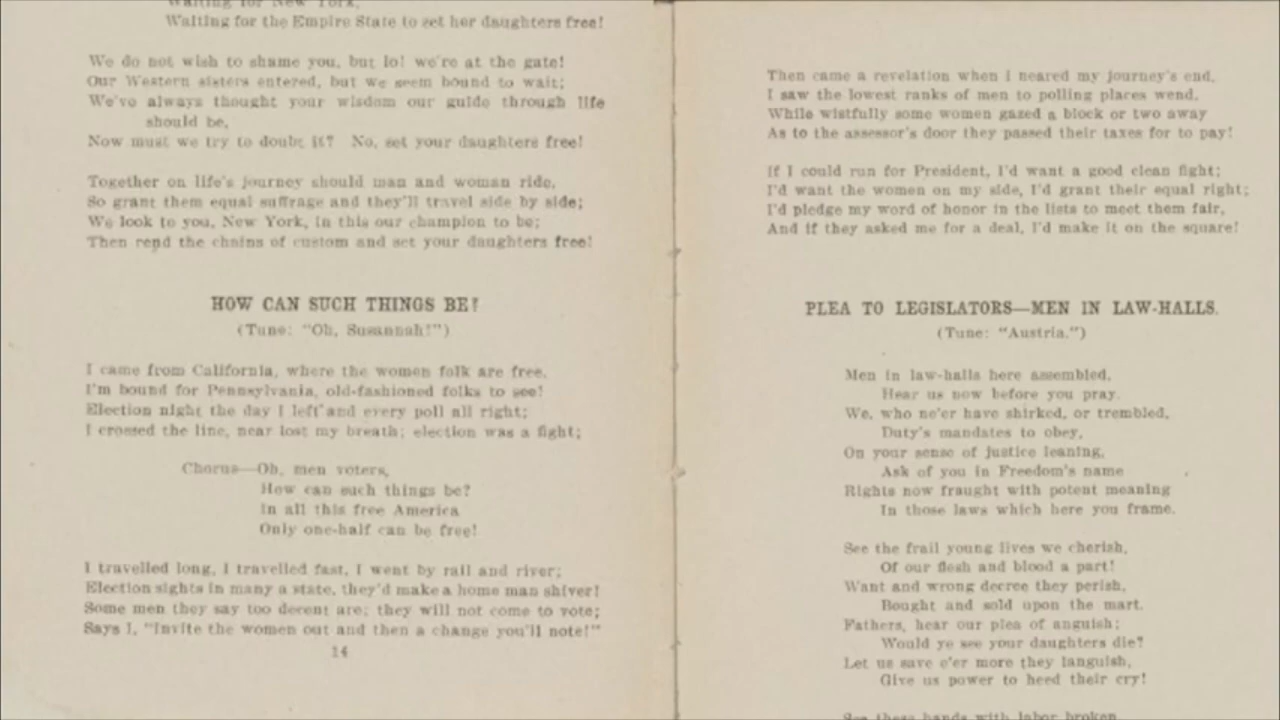 Waiting for New York,
Waiting for the Empire State to set her daughters free!
We do not wish to shame you, but lo! we're at the gate!
Our Western sisters entered, but we seem bound to wait;
We've always thought your wisdom our guide through life
should be,
Now must we try to doubt it? No, set your daughters free!
Together on life's journey should man and woman ride,
So grant them equal suffrage and they'll travel side by side;
We look to you, New York, in this our champion to be;
Then rend the chains of custom and set your daughters free!
HOW CAN SUCH THINGS BE?
(Tune: "Oh, Susannah!")
I came from California, where the women folk are free,
I'm bound for Pennsylvania, old-fashioned folks to see!
Election night the day I left and every poll all right;
I crossed the line, near lost my breath; election was a fight;
Chorus—Oh, men voters,
How can such things be?
In all this free America
Only one-half can be free!
I travelled long, I travelled fast, I went by rail and river;
Election sights in many a state, they'd make a home man shiver!
Some men they say too decent are; they will not come to vote;
Says I, "Invite the women out and then a change you'll note!"
14
Then came a revelation when I neared my journey's end,
I saw the lowest ranks of men to polling places wend,
While wistfully some women gazed a block or two away
As to the assessor's door they passed their taxes for to pay!
If I could run for President, I'd want a good clean fight;
I'd want the women on my side, I'd grant their equal right;
I'd pledge my word of honor in the lists to meet them fair,
And if they asked me for a deal, I'd make it on the square!
PLEA TO LEGISLATORS—MEN IN LAW-HALLS.
(Tune: "Austria.")
Men in law-halls here assembled,
Hear us now before you pray.
We, who ne'er have shirked, or trembled,
Duty's mandates to obey,
On your sense of justice leaning,
Ask of you in Freedom's name
Rights now fraught with potent meaning
In those laws which here you frame.
See the frail young lives we cherish,
Of our flesh and blood a part!
Want and wrong decree they perish,
Bought and sold upon the mart.
Fathers, hear our plea of anguish;
Would ye see your daughters die?
Let us save e'er more they languish,
Give us power to heed their cry!
See these hands with labor broken